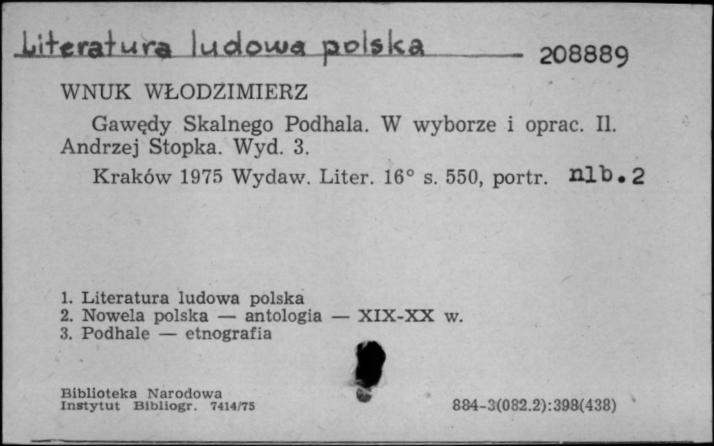 Literatura ludowa polska 208889
WNUK WŁODZIMIERZ
Gawędy Skalnego Podhala. W wyborze i oprac. Il.
Andrzej Stopka. Wyd. 3.
Kraków 1975 Wydaw. Liter. 16° s. 550, portr. nlb. 2
1. Literatura ludowa polska
2. Nowela polska — antologia — XIX-XX w.
3. Podhale — etnografia
Biblioteka Narodowa
Instytut Bibliogr. 7414/75 884-3(082.2):398(438)